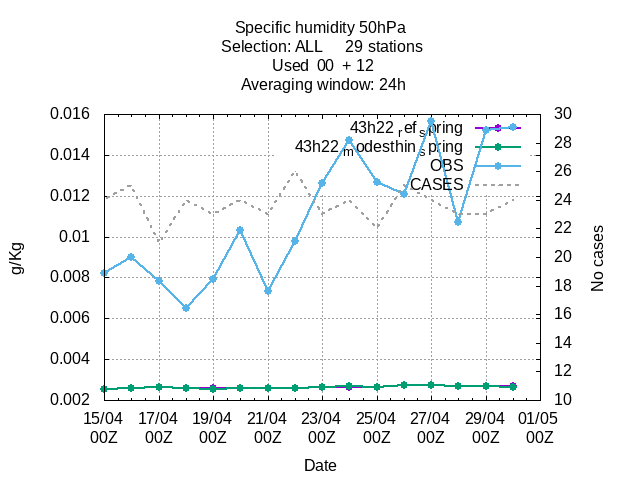 Specific humidity 50hPa
Selection: ALL 29 stations
Used 00 + 12
Averaging window: 24h
43h22_ref_spring
43h22_modesthin_spring
OBS
CASES
0.016
0.014
0.012
0.01
0.008
0.006
0.004
0.002
30
28
26
24
22
20
18
16
14
12
10
g/Kg
No cases
15/04 17/04 19/04 21/04 23/04 25/04 27/04 29/04 01/05
00Z 00Z 00Z 00Z 00Z 00Z 00Z 00Z 00Z
Date